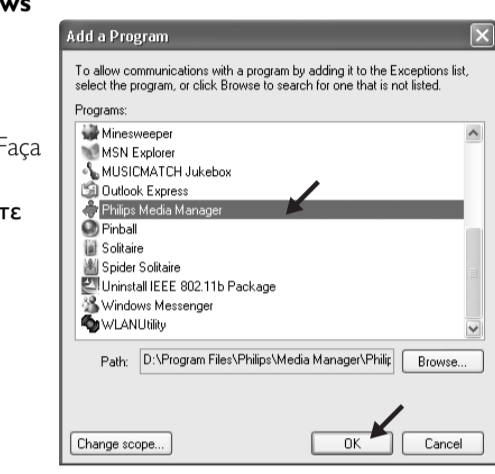 ws
Add a Program
To allow communications with a program by adding it to the Exceptions list,
select the program, or click Browse to search for one that is not listed.
Programs:
Faça
Minesweeper
MSN Explorer
MUSICMATCH Jukebox
Outlook Express
Philips Media Manager
τε
Pinball
Solitaire
Spider Solitaire
Uninstall IEEE 802.11b Package
Windows Messenger
WLANUtility
Path: D:\Program Files\Philips\Media Manager\Philip Browse...
Change scope... OK Cancel